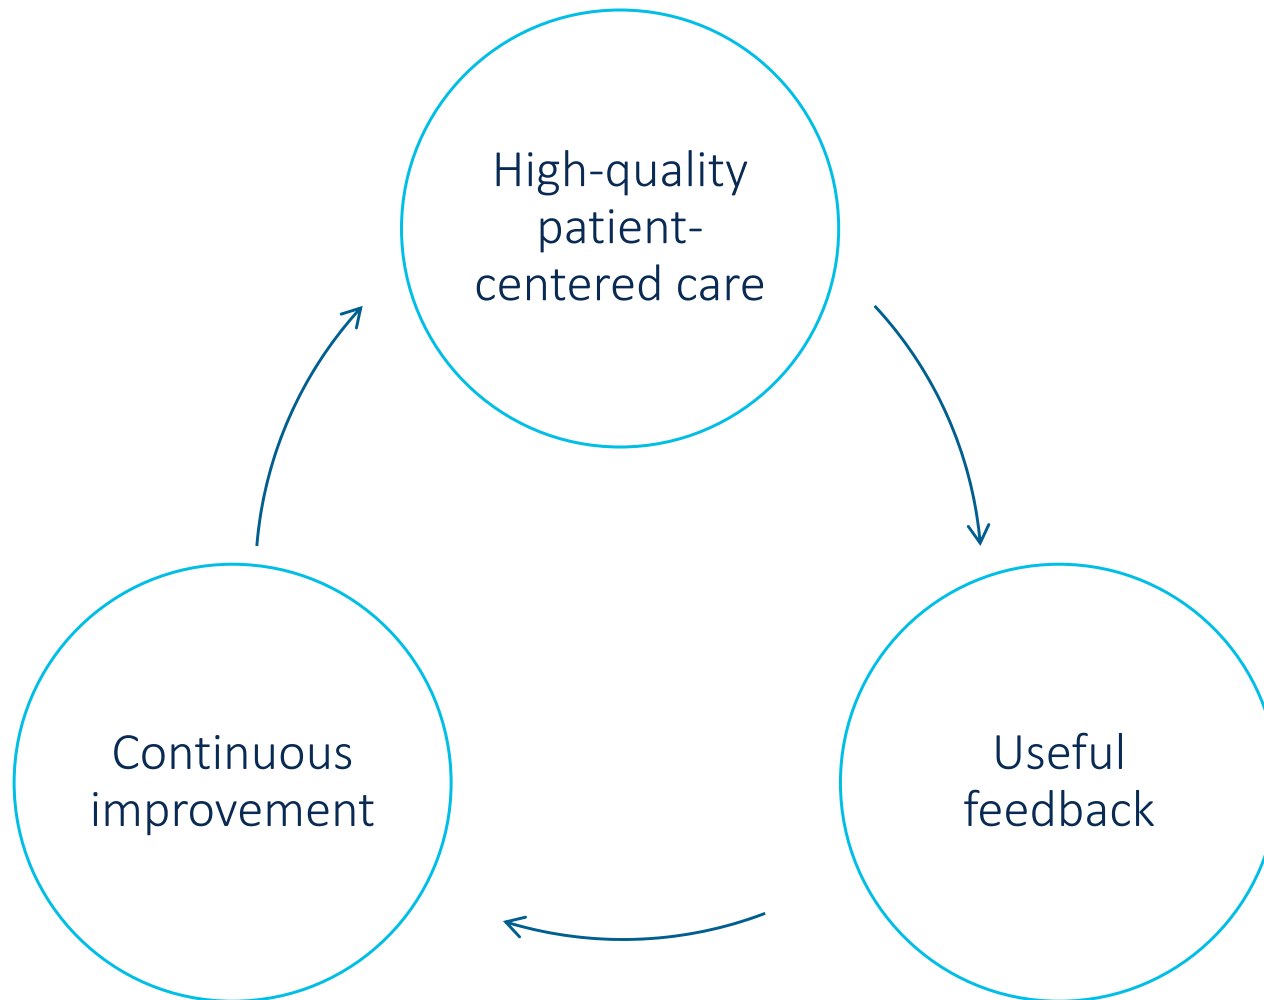 High-quality
patient-
centered care
Continuous
improvement
Useful
feedback